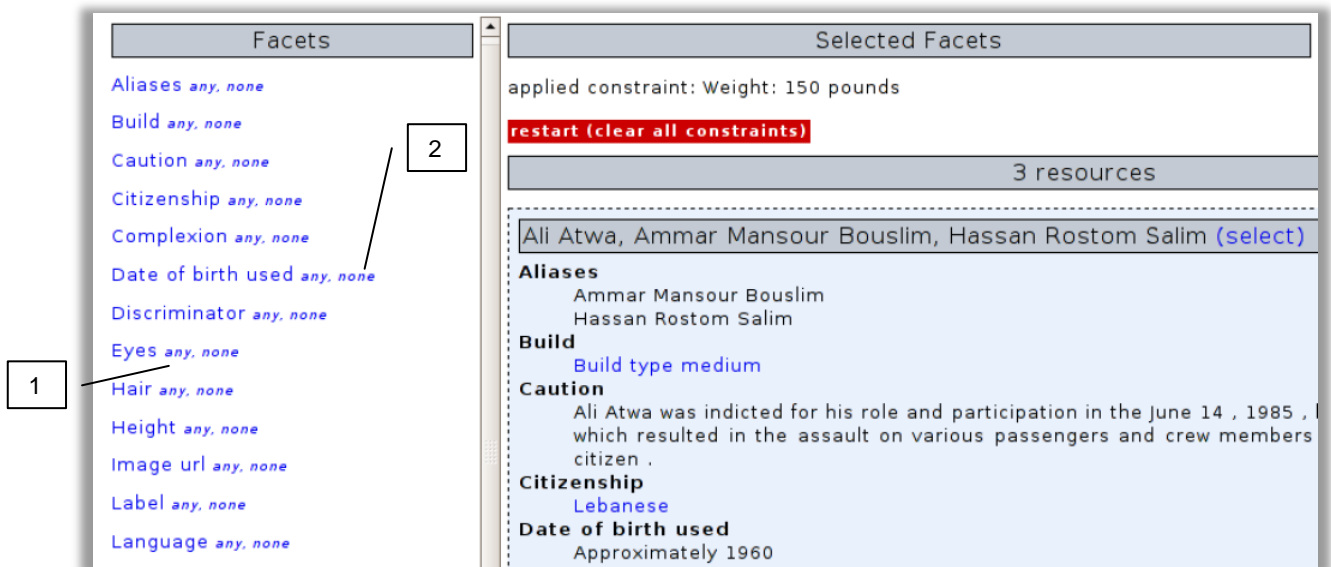 Facets
Aliases any, none
Build any, none
Caution any, none
Citizenship any, none
Complexion any, none
Date of birth used any, none
Discriminator any, none
Eyes any, none
Hair any, none
Height any, none
Image url any, none
Label any, none
Language any, none
1
2
Selected Facets
applied constraint: Weight: 150 pounds
restart (clear all constraints)
3 resources
Ali Atwa, Ammar Mansour Bouslim, Hassan Rostom Salim (select)
Aliases
Ammar Mansour Bouslim
Hassan Rostom Salim
Build
Build type medium
Caution
Ali Atwa was indicted for his role and participation in the June 14 , 1985 ,
which resulted in the assault on various passengers and crew members
citizen .
Citizenship
Lebanese
Date of birth used
Approximately 1960